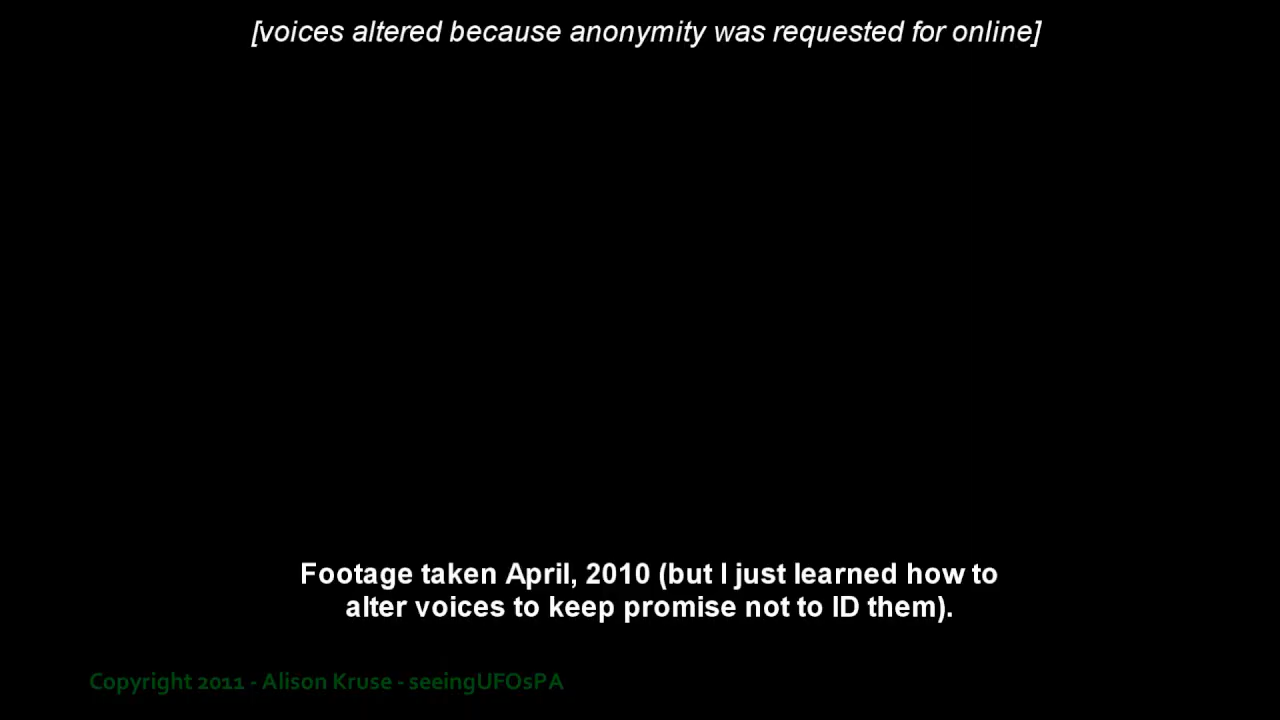 [voices altered because anonymity was requested for online]
Footage taken April, 2010 (but I just learned how to
alter voices to keep promise not to ID them).
Copyright 2011 - Alison Kruse - seeingUFOsPA